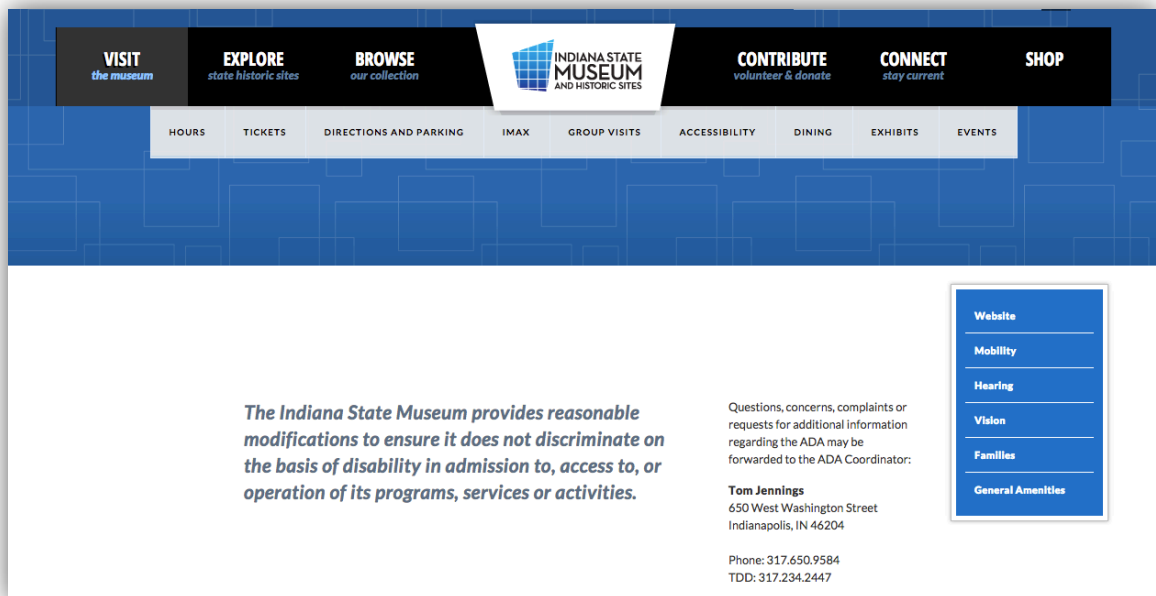 VISIT
the museum
EXPLORE
state historic sites
BROWSE
our collection
INDIANA STATE
MUSEUM
AND HISTORIC SITES
CONTRIBUTE
volunteer & donate
CONNECT
stay current
SHOP
HOURS
TICKETS
DIRECTIONS AND PARKING
IMAX
GROUP VISITS
ACCESSIBILITY
DINING
EXHIBITS
EVENTS
The Indiana State Museum provides reasonable
modifications to ensure it does not discriminate on
the basis of disability in admission to, access to, or
operation of its programs, services or activities.
Questions, concerns, complaints or
requests for additional information
regarding the ADA may be
forwarded to the ADA Coordinator:
Tom Jennings
650 West Washington Street
Indianapolis, IN 46204
Phone: 317.650.9584
TDD: 317.234.2447
Website
Mobility
Hearing
Vision
Families
General Amenities